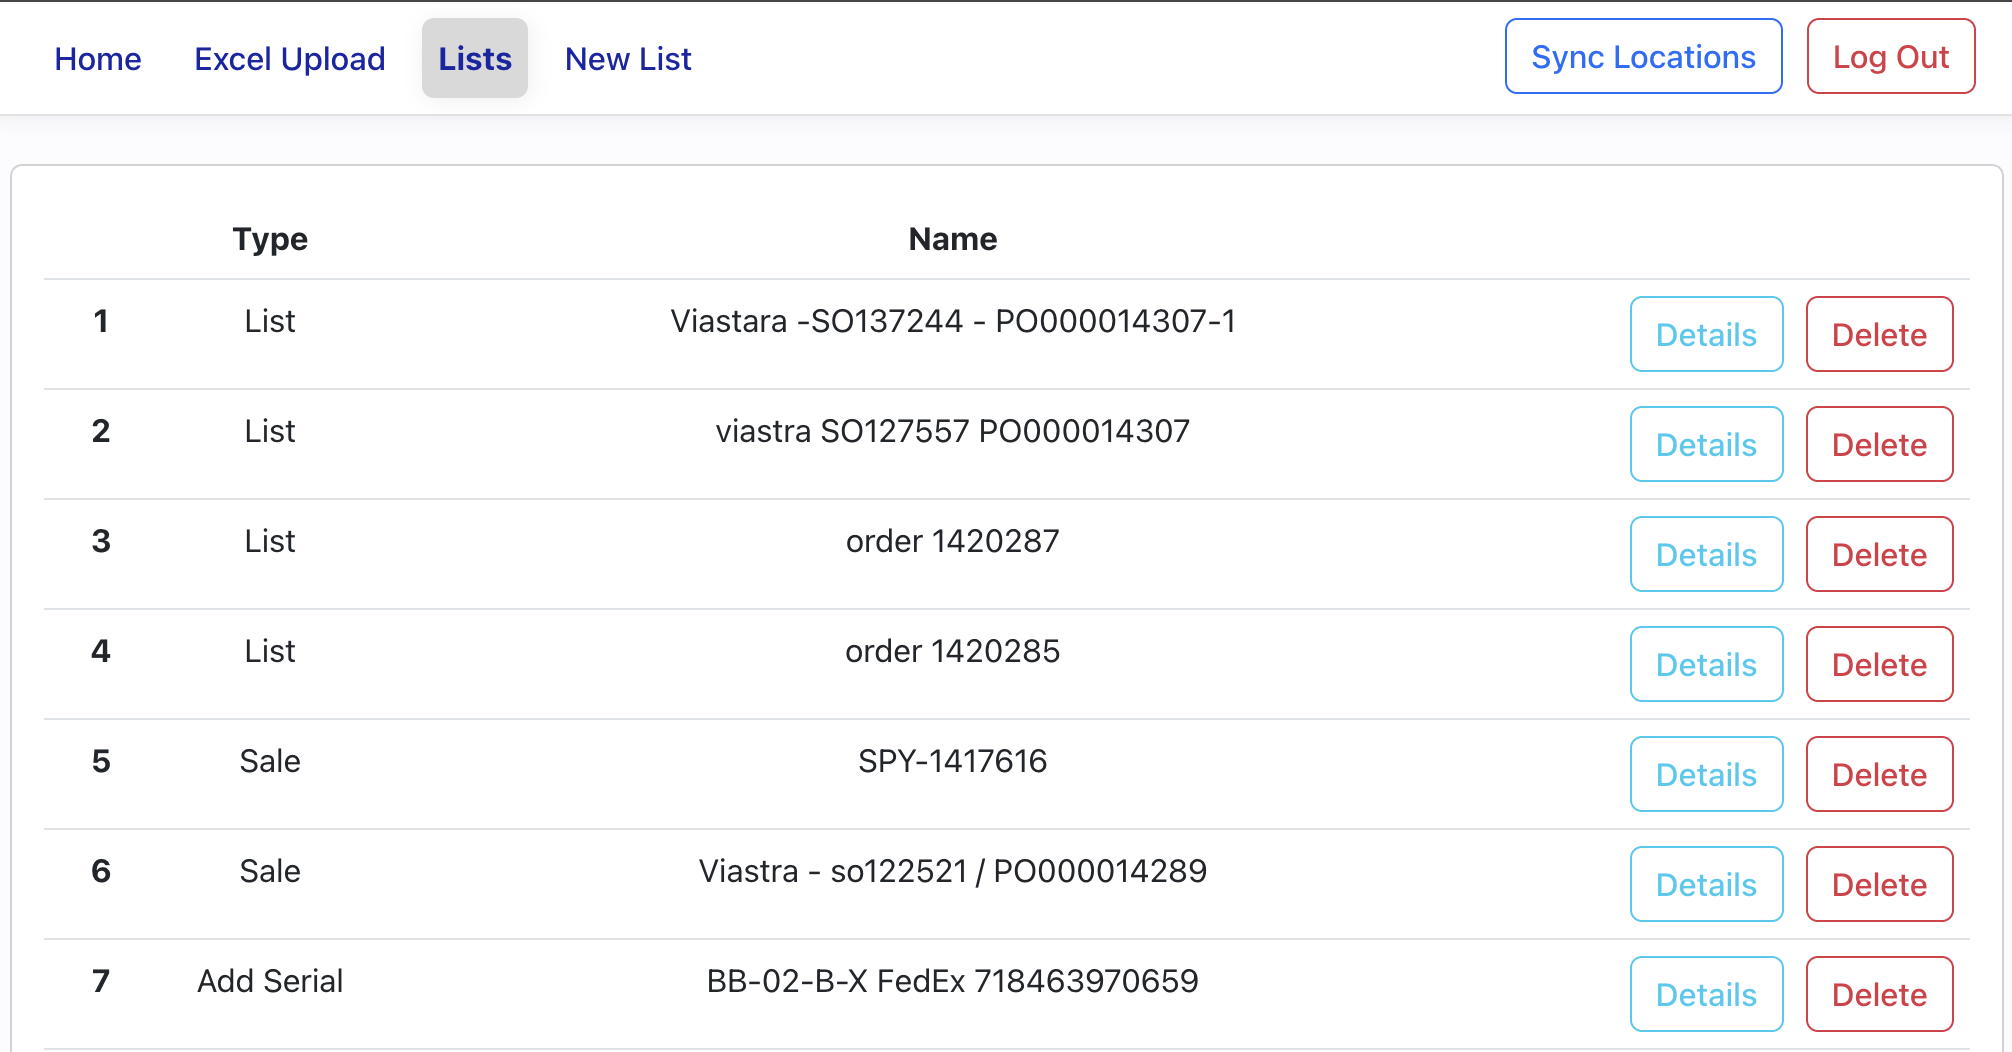 Home Excel Upload Lists New List Sync Locations Log Out
Type Name
1 List Viastara -SO137244 - PO000014307-1 Details Delete
2 List viastra SO127557 PO000014307 Details Delete
3 List order 1420287 Details Delete
4 List order 1420285 Details Delete
5 Sale SPY-1417616 Details Delete
6 Sale Viastra - so122521 / PO000014289 Details Delete
7 Add Serial BB-02-B-X FedEx 718463970659 Details Delete